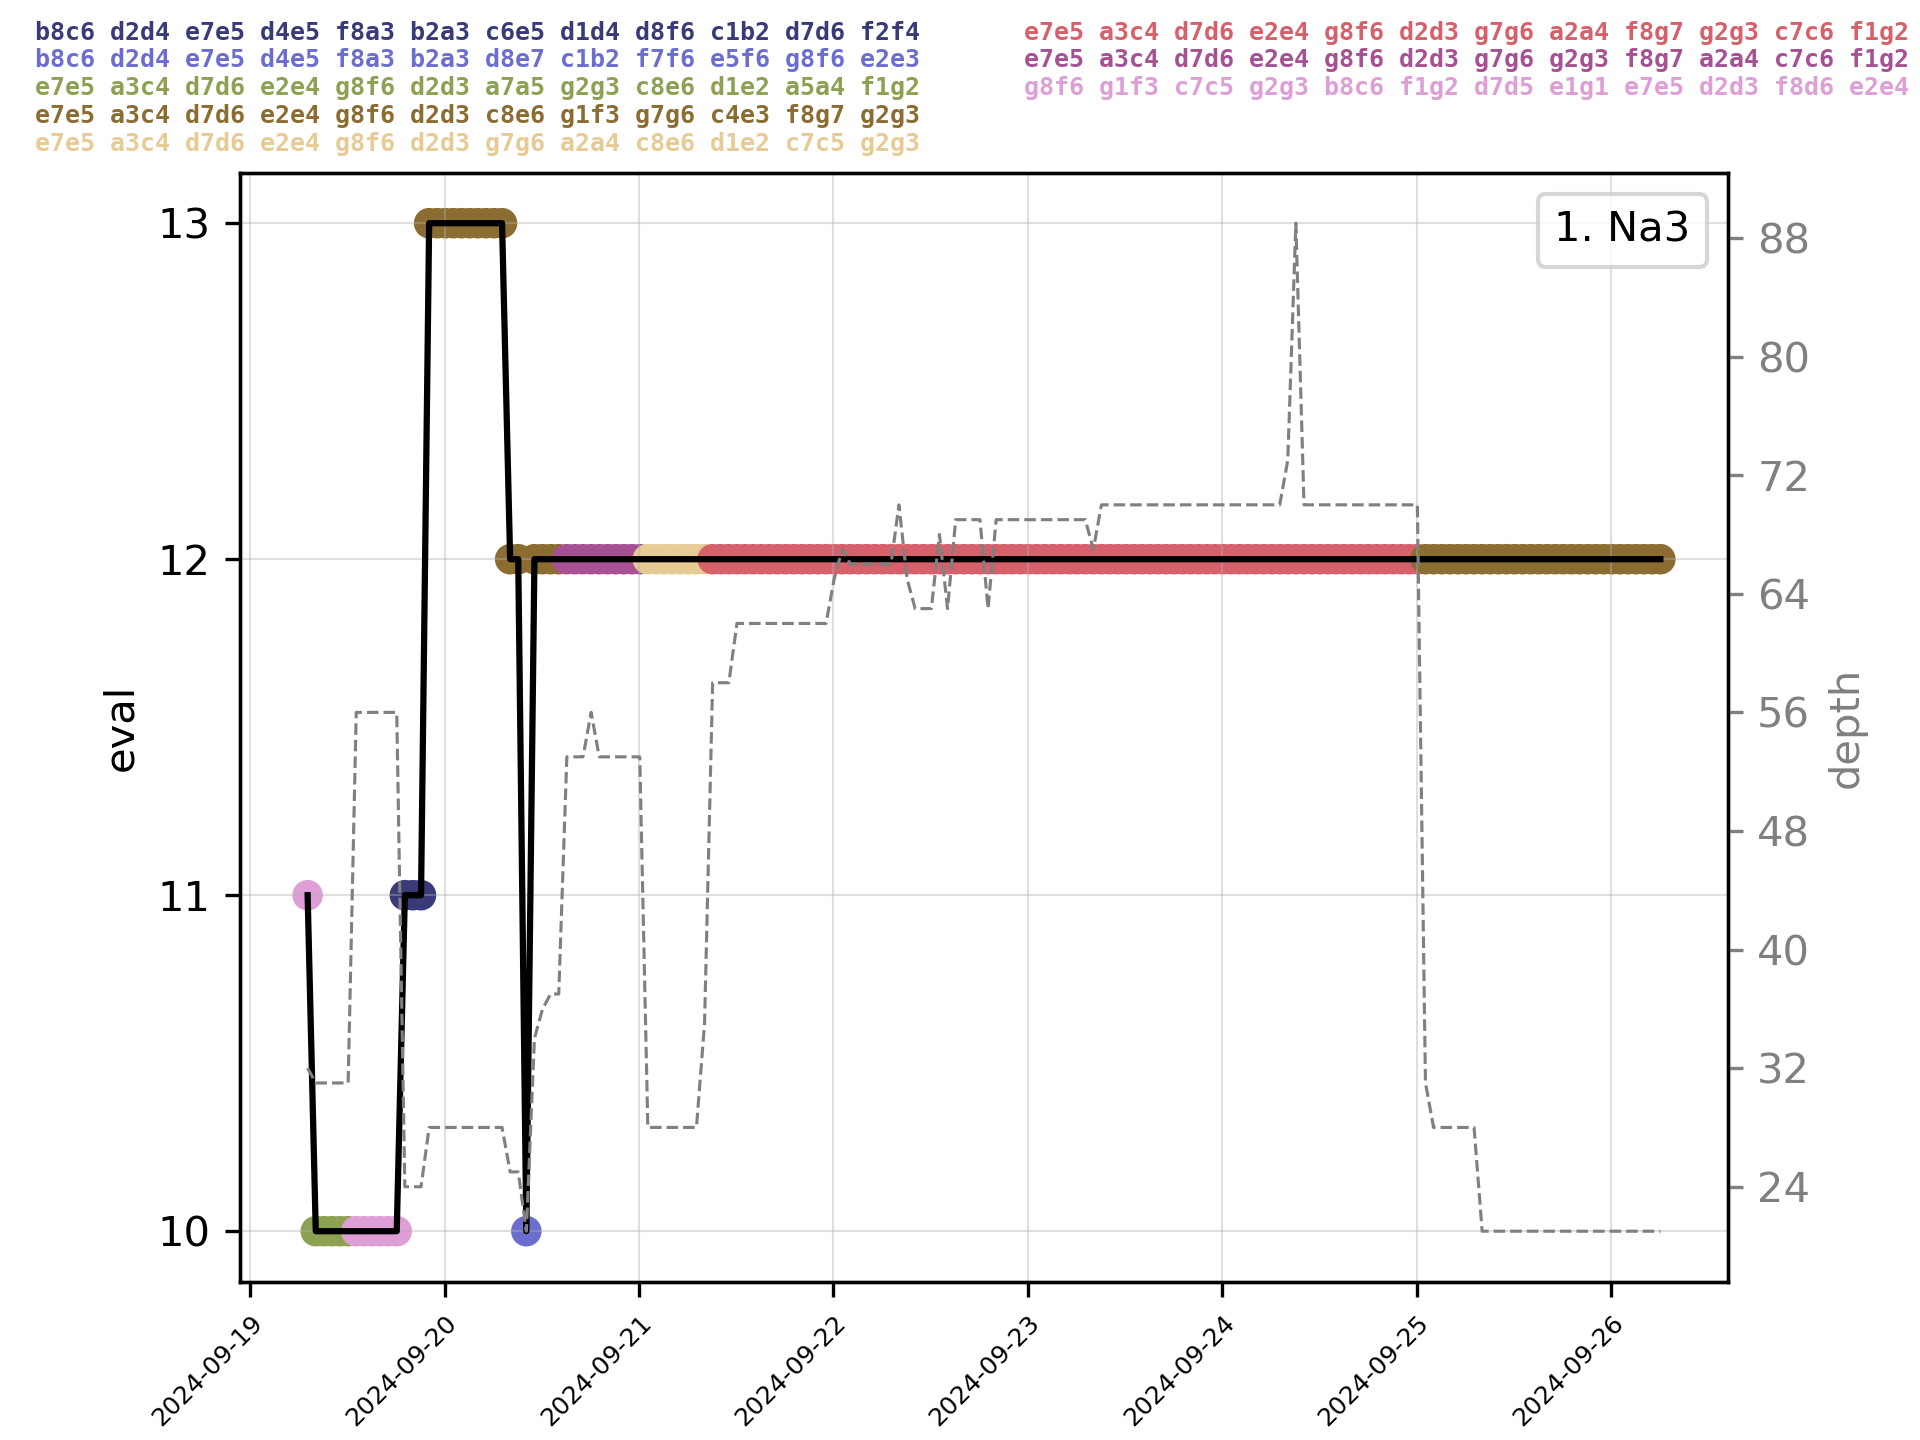 b8c6 d2d4 e7e5 d4e5 f8a3 b2a3 c6e5 d1d4 d8f6 c1b2 d7d6 f2f4
b8c6 d2d4 e7e5 d4e5 f8a3 b2a3 d8e7 c1b2 f7f6 e5f6 g8f6 e2e3
e7e5 a3c4 d7d6 e2e4 g8f6 d2d3 a7a5 g2g3 c8e6 d1e2 a5a4 f1g2
e7e5 a3c4 d7d6 e2e4 g8f6 d2d3 c8e6 g1f3 g7g6 c4e3 f8g7 g2g3
e7e5 a3c4 d7d6 e2e4 g8f6 d2d3 g7g6 a2a4 c8e6 d1e2 c7c5 g2g3
e7e5 a3c4 d7d6 e2e4 g8f6 d2d3 g7g6 a2a4 f8g7 g2g3 c7c6 f1g2
e7e5 a3c4 d7d6 e2e4 g8f6 d2d3 g7g6 g2g3 f8g7 a2a4 c7c6 f1g2
g8f6 g1f3 c7c5 g2g3 b8c6 f1g2 d7d5 e1g1 e7e5 d2d3 f8d6 e2e4
1. Na3
eval
13
12
11
10
depth
88
80
72
64
56
48
40
32
24
2024-09-19
2024-09-20
2024-09-21
2024-09-22
2024-09-23
2024-09-24
2024-09-25
2024-09-26